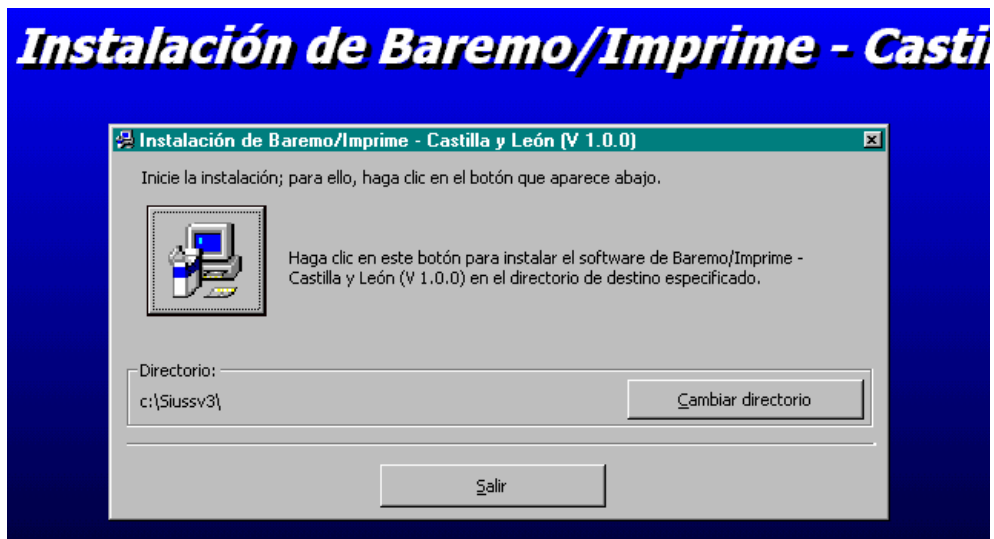 Instalación de Baremo/Imprime - Casti
Instalación de Baremo/Imprime - Castilla y León (V 1.0.0)
Inicie la instalación; para ello, haga clic en el botón que aparece abajo.
Haga clic en este botón para instalar el software de Baremo/Imprime -
Castilla y León (V 1.0.0) en el directorio de destino especificado.
Directorio:
c:\Siussv3\
Cambiar directorio
Salir